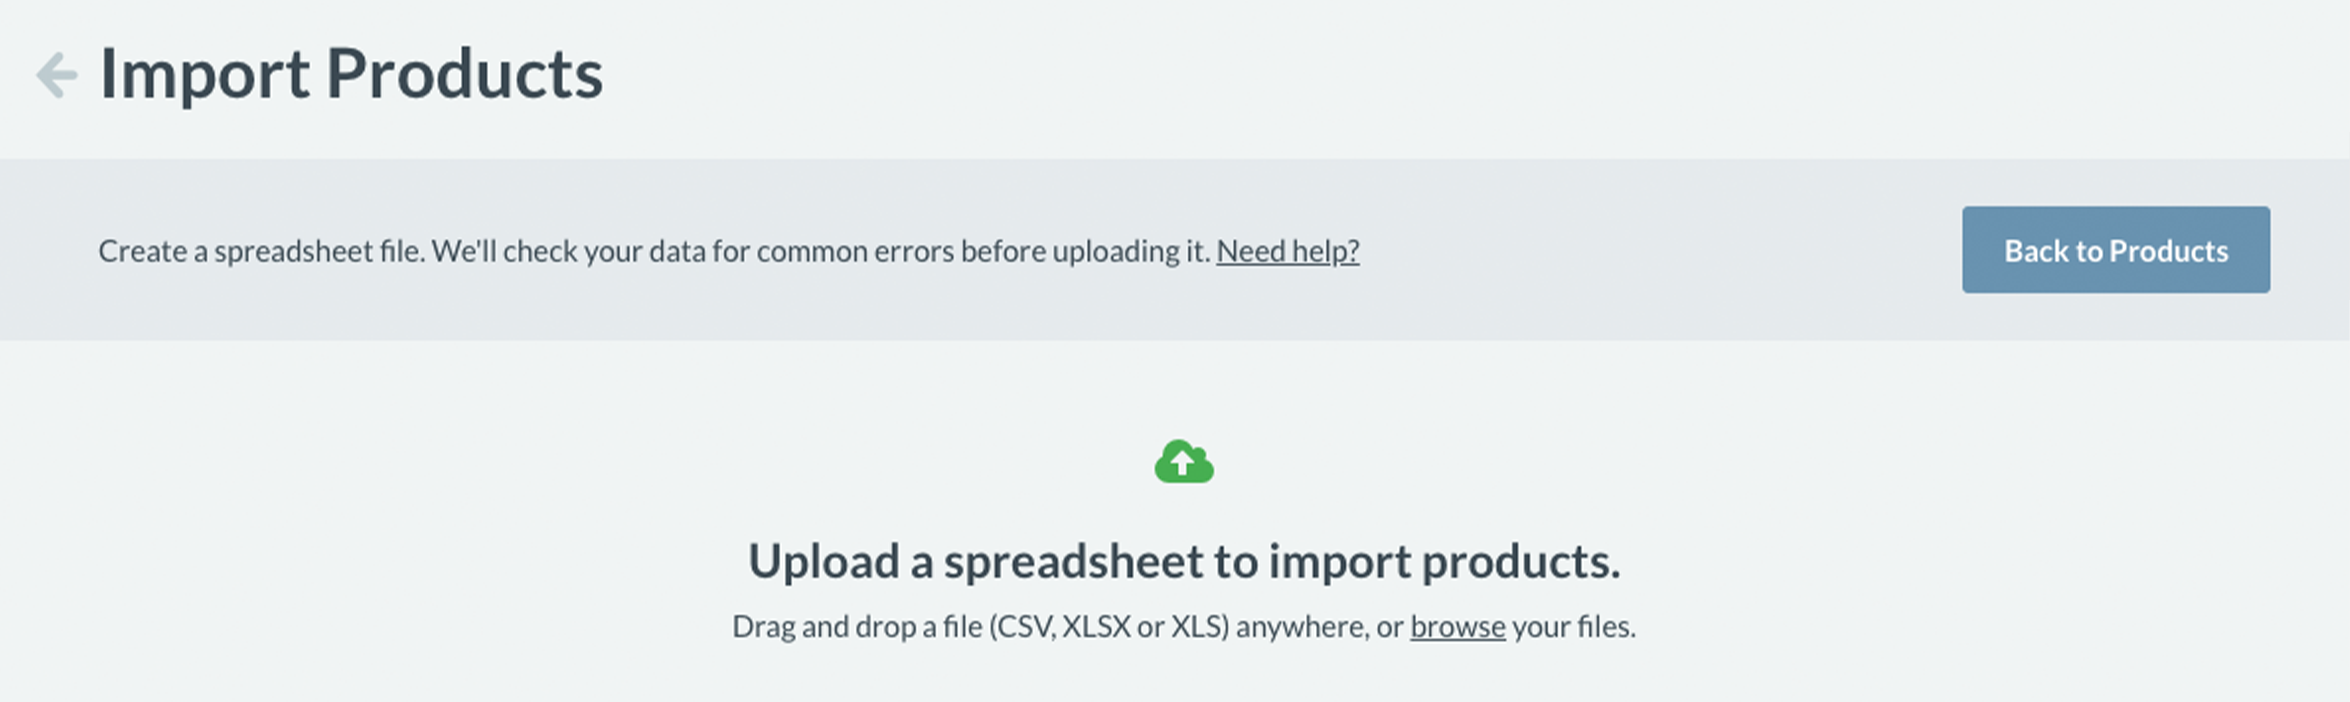 Import Products
Create a spreadsheet file. We'll check your data for common errors before uploading it. Need help?
Back to Products
Upload a spreadsheet to import products.
Drag and drop a file (CSV, XLSX or XLS) anywhere, or browse your files.